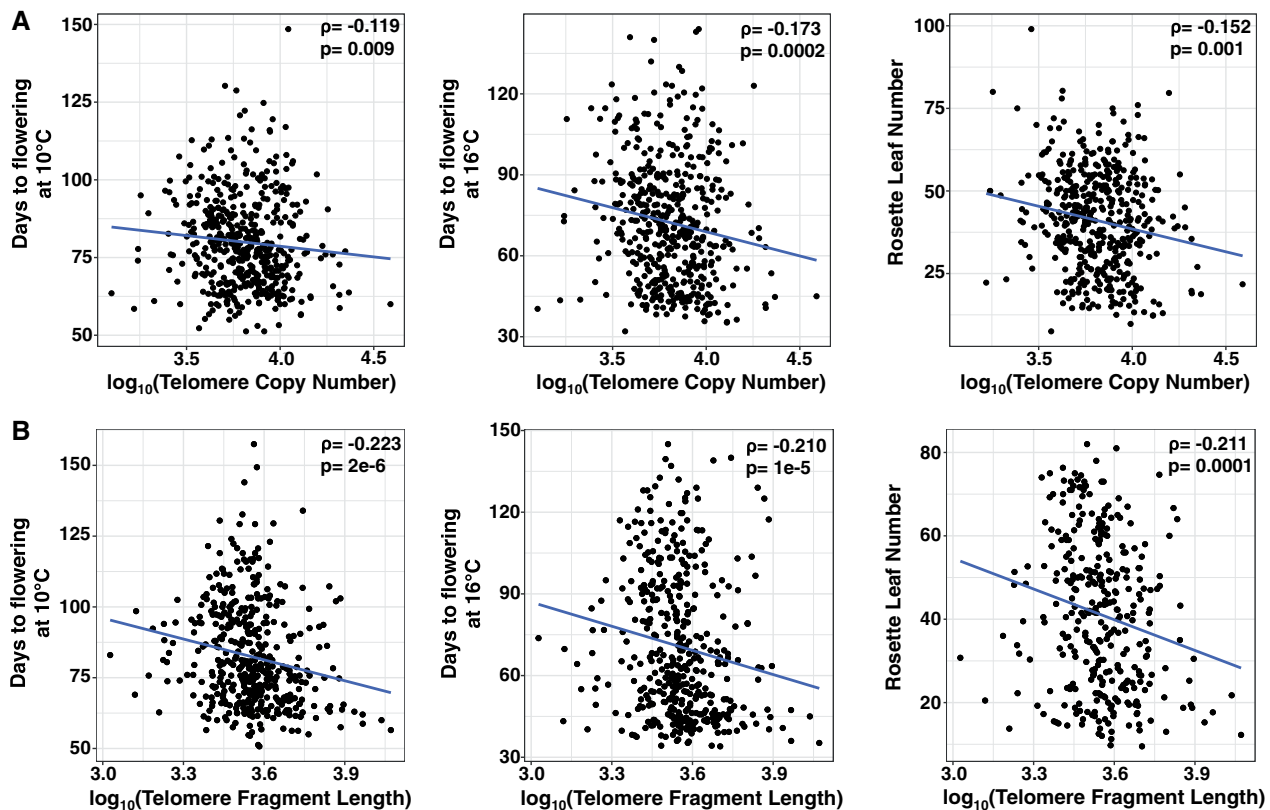 A
Days to flowering
at 10°C
150
125
100
75
50
3.5
4.0
4.5
ρ= -0.119
p= 0.009
log10(Telomere Copy Number)
Days to flowering
at 16°C
120
90
60
30
3.5
4.0
4.5
ρ= -0.173
p= 0.0002
log10(Telomere Copy Number)
Rosette Leaf Number
100
75
50
25
3.5
4.0
4.5
ρ= -0.152
p= 0.001
log10(Telomere Copy Number)
B
Days to flowering
at 10°C
150
125
100
75
50
3.0
3.3
3.6
3.9
ρ= -0.223
p= 2e-6
log10(Telomere Fragment Length)
Days to flowering
at 16°C
150
120
90
60
30
3.0
3.3
3.6
3.9
ρ= -0.210
p= 1e-5
log10(Telomere Fragment Length)
Rosette Leaf Number
80
60
40
20
3.0
3.3
3.6
3.9
ρ= -0.211
p= 0.0001
log10(Telomere Fragment Length)